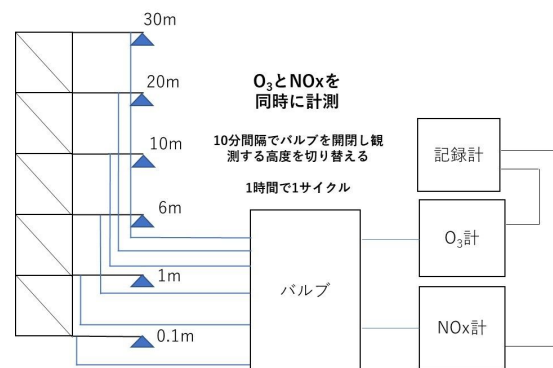 30m
20m
10m
6m
1m
0.1m
O₃とNOxを
同時に計測
10分間隔でバルブを開閉し観
測する高度を切り替える
1時間で1サイクル
バルブ
記録計
O₃計
NOx計